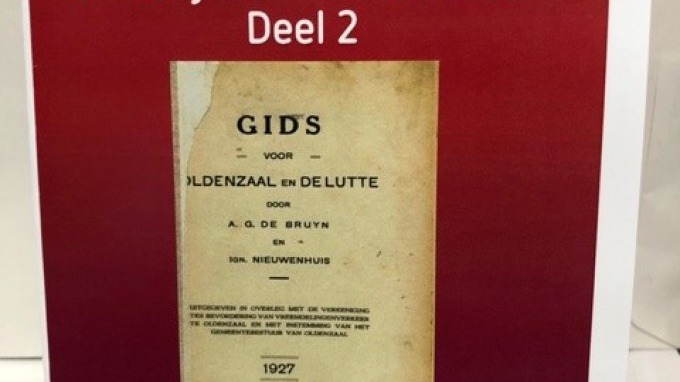 Deel 2
GIDS
— VOOR —
OLDENZAAL EN DE LUTTE
DOOR
A. G. DE BRUYN
EN
IGN. NIEUWENHUIS
UITGEGEVEN IN OVERLEG MET DE VEREENIGING
TER BEVORDERING VAN VREEMDELINGENVERKEER
TE OLDENZAAL EN MET INSTEMMING VAN HET
GEMEENTEBESTUUR VAN OLDENZAAL
1927